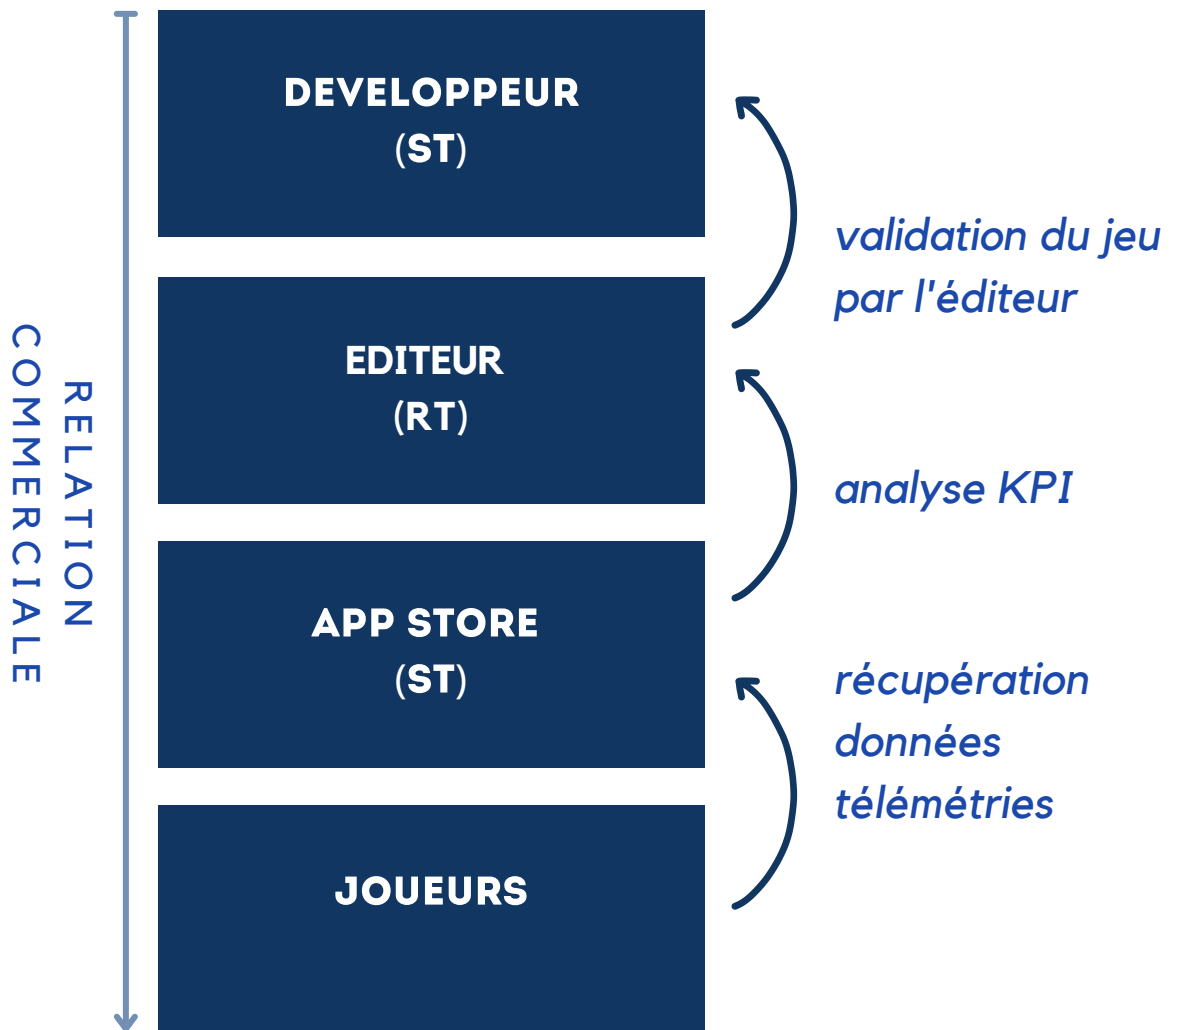 RELATION
COMMERCIALE
DEVELOPPEUR
(ST)
validation du jeu
par l'éditeur
EDITEUR
(RT)
analyse KPI
APP STORE
(ST)
récupération
données
télémétries
JOUEURS